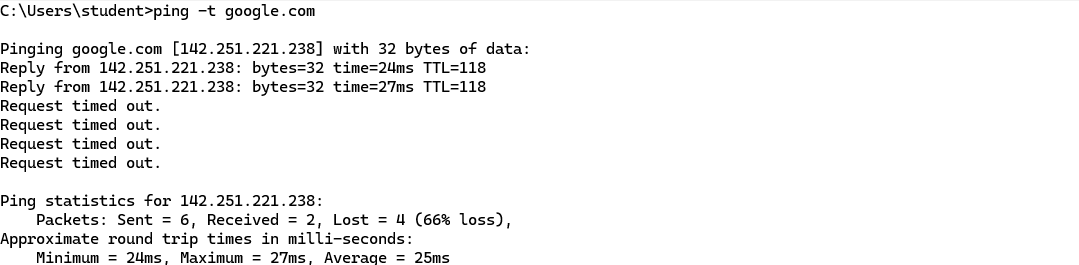 C:\Users\student>ping -t google.com
Pinging google.com [142.251.221.238] with 32 bytes of data:
Reply from 142.251.221.238: bytes=32 time=24ms TTL=118
Reply from 142.251.221.238: bytes=32 time=27ms TTL=118
Request timed out.
Request timed out.
Request timed out.
Request timed out.
Ping statistics for 142.251.221.238:
    Packets: Sent = 6, Received = 2, Lost = 4 (66% loss),
Approximate round trip times in milli-seconds:
    Minimum = 24ms, Maximum = 27ms, Average = 25ms